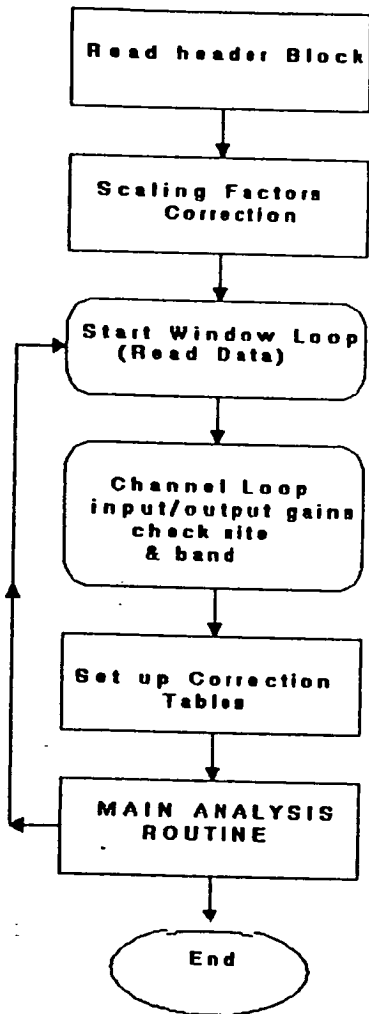 Read header Block
Scaling Factors
Correction
Start Window Loop
(Read Data)
Channel Loop
input/output gains
check site
& band
Set up Correction
Tables
MAIN ANALYSIS
ROUTINE
End